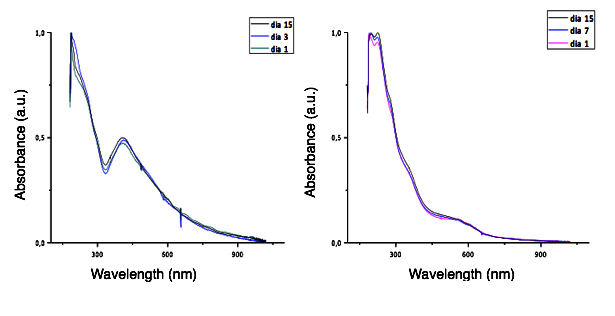 dia 15
dia 3
dia 1
1,0
0,5
0,0
300
600
900
Absorbance (a.u.)
Wavelength (nm)
dia 15
dia 7
dia 1
1,0
0,5
0,0
300
600
900
Absorbance (a.u.)
Wavelength (nm)